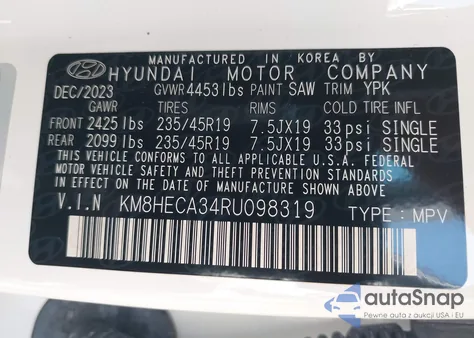 MANUFACTURED IN KOREA BY
HYUNDAI MOTOR COMPANY
DEC/2023 GVWR 4453lbs PAINT SAW TRIM YPK
GAWR TIRES RIMS COLD TIRE INFL
FRONT 2425 lbs 235/45R19 7.5JX19 33psi SINGLE
REAR 2099 lbs 235/45R19 7.5JX19 33psi SINGLE
THIS VEHICLE CONFORMS TO ALL APPLICABLE U.S.A. FEDERAL
MOTOR VEHICLE SAFETY AND THEFT PREVENTION STANDARDS
IN EFFECT ON THE DATE OF MANUFACTURE SHOWN ABOVE.
V.I.N KM8HECA34RU098319 TYPE: MPV
autoSnap
Pewne auta z aukcji USA i EU